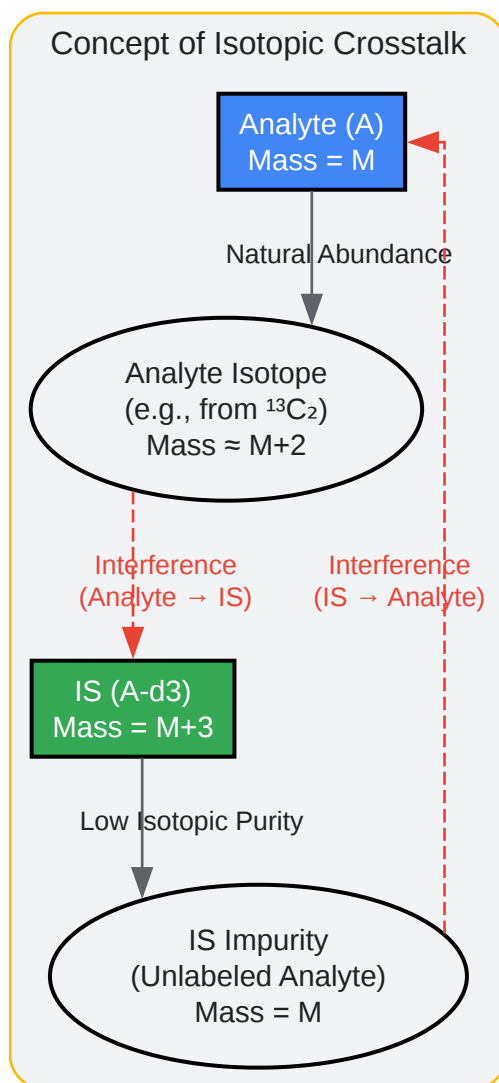 Concept of Isotopic Crosstalk
Analyte (A)
Mass = M
Natural Abundance
Analyte Isotope
(e.g., from ¹³C₂)
Mass ≈ M+2
Interference
(Analyte → IS)
Interference
(IS → Analyte)
IS (A-d3)
Mass = M+3
Low Isotopic Purity
IS Impurity
(Unlabeled Analyte)
Mass = M